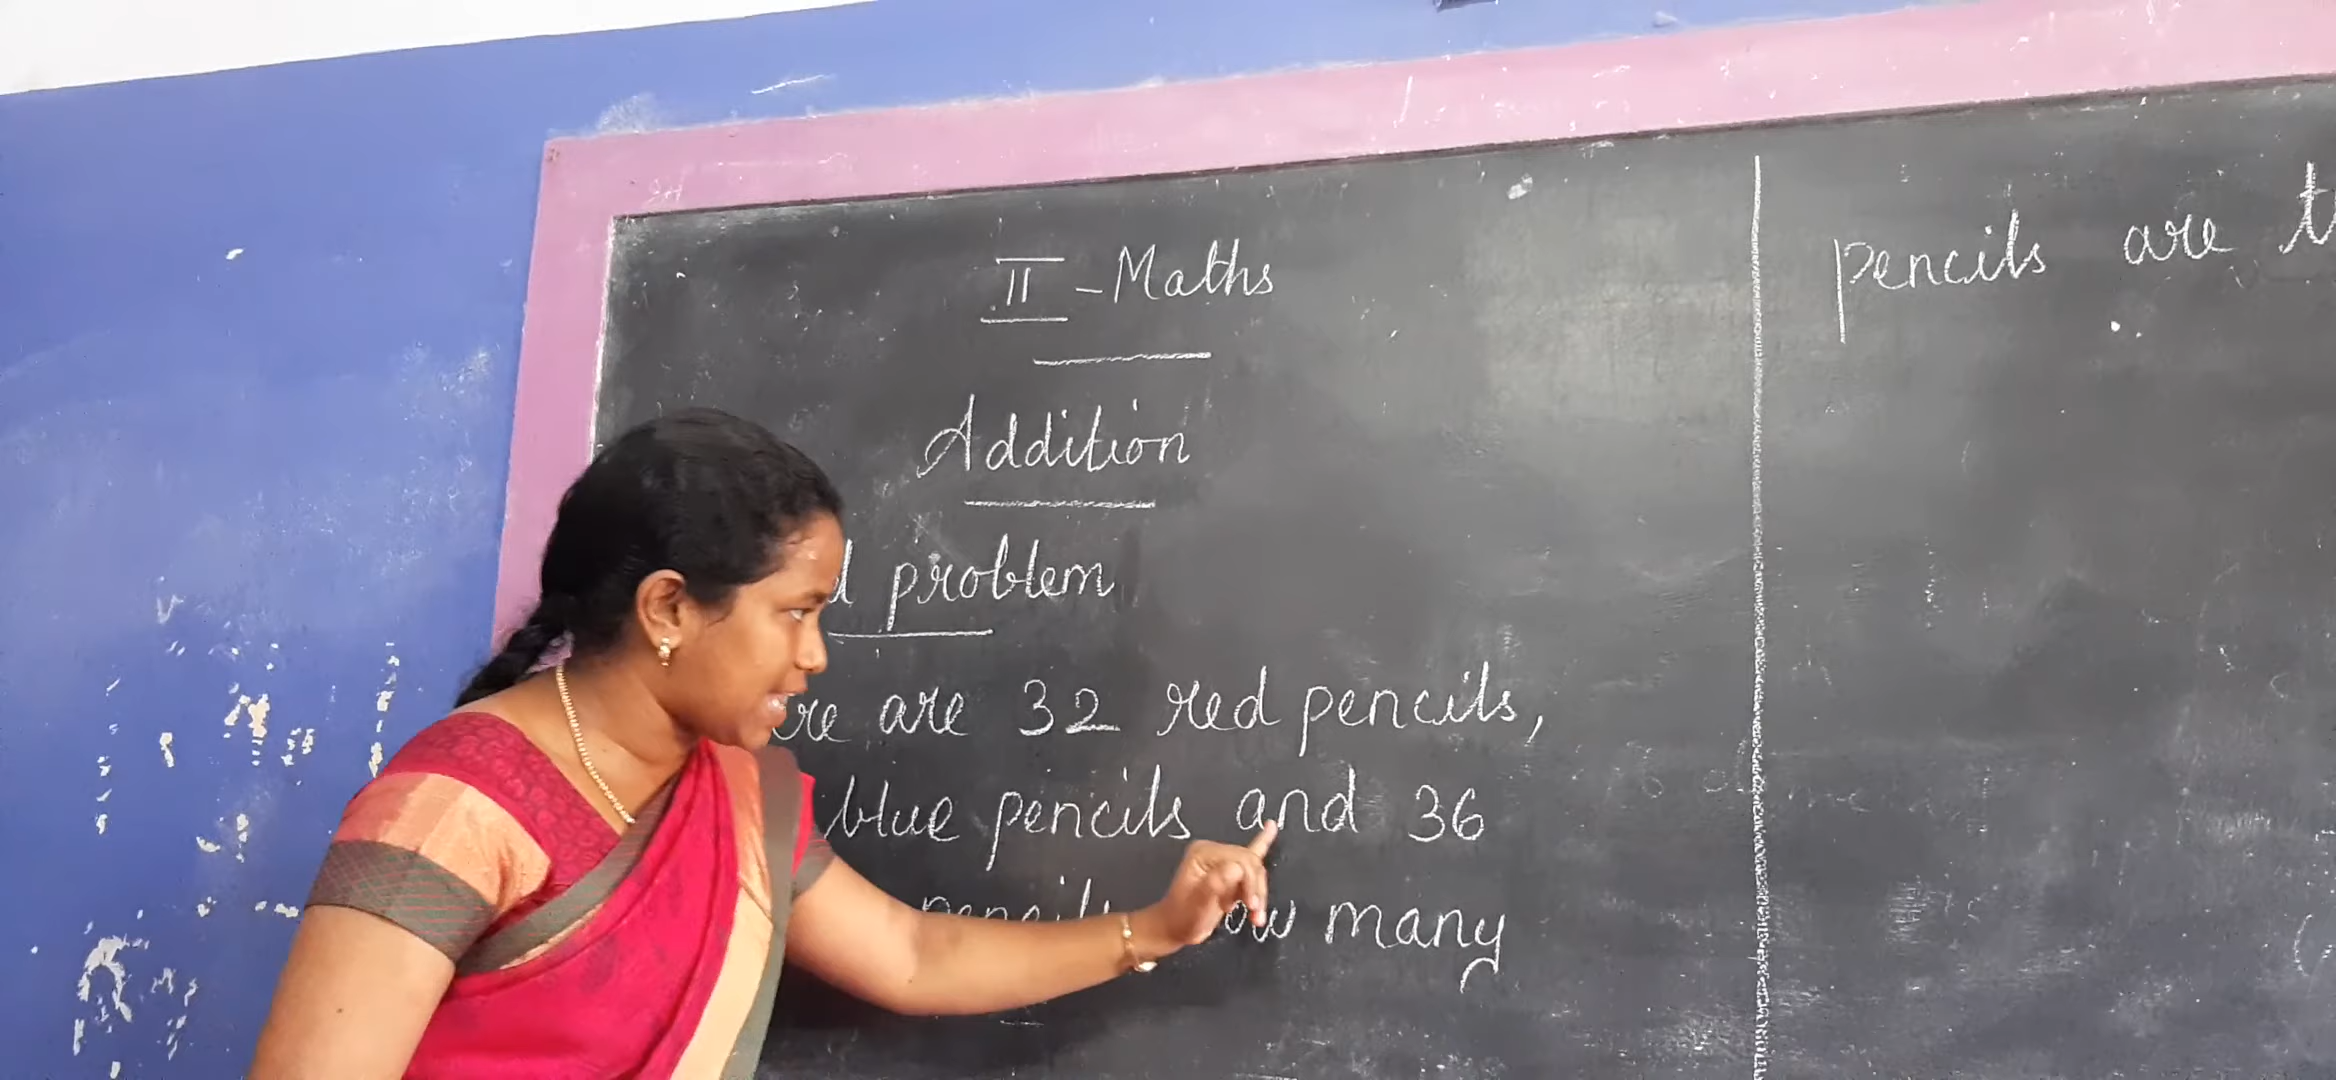 II - Maths
Addition
problem
are 32 red pencils,
blue pencils and 36
many
pencils are